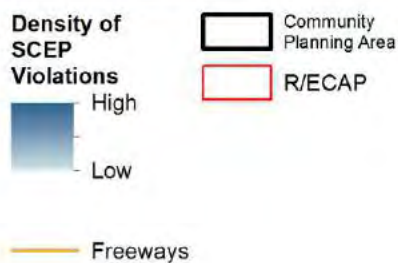 Density of
SCEP
Violations
High
Low
Freeways
Community
Planning Area
R/ECAP